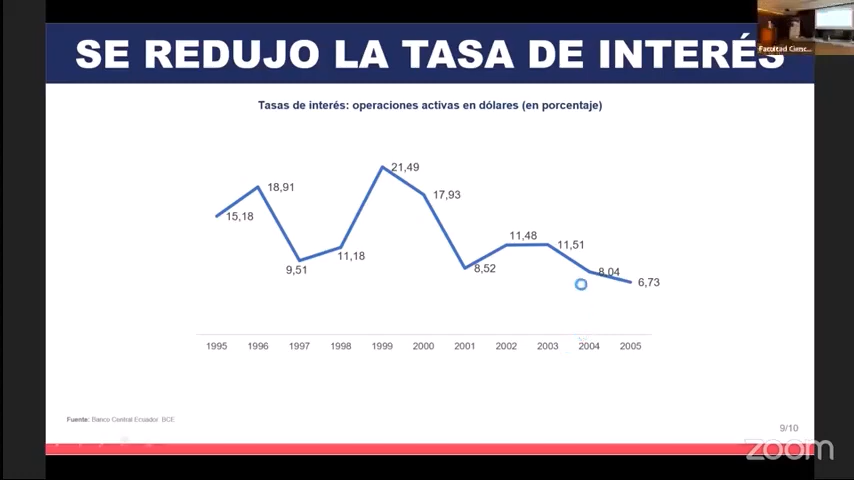 SE REDUJO LA TASA DE INTERÉS
Facultad Cienc...
Tasas de interés: operaciones activas en dólares (en porcentaje)
15,18
18,91
9,51
11,18
21,49
17,93
8,52
11,48
11,51
8,04
6,73
1995 1996 1997 1998 1999 2000 2001 2002 2003 2004 2005
Fuente: Banco Central Ecuador BCE
9/10
zoom